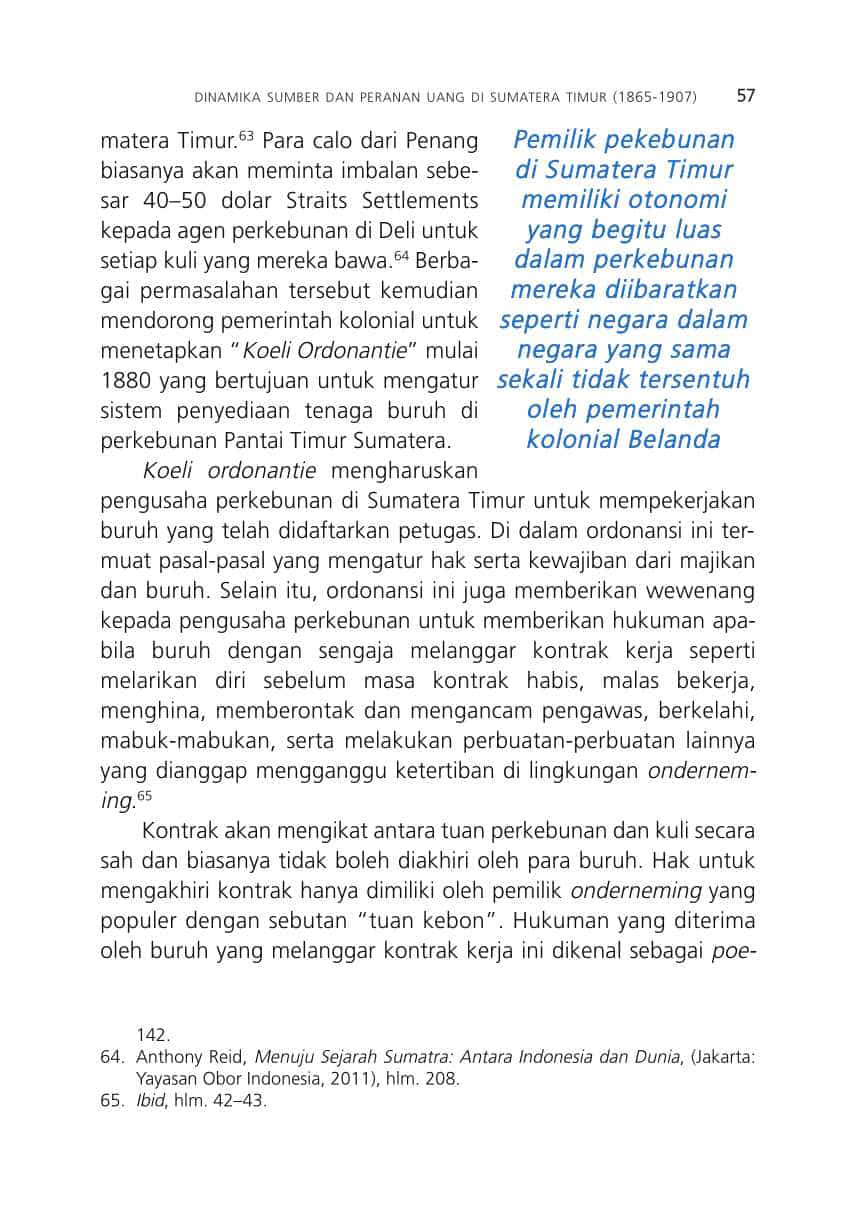 DINAMIKA SUMBER DAN PERANAN UANG DI SUMATERA TIMUR (1865-1907) 57
matera Timur.63 Para calo dari Penang
biasanya akan meminta imbalan sebe-
sar 40–50 dolar Straits Settlements
kepada agen perkebunan di Deli untuk
setiap kuli yang mereka bawa.64 Berba-
gai permasalahan tersebut kemudian
mendorong pemerintah kolonial untuk
menetapkan “Koeli Ordonantie” mulai
1880 yang bertujuan untuk mengatur
sistem penyediaan tenaga buruh di
perkebunan Pantai Timur Sumatera.
Pemilik pekebunan
di Sumatera Timur
memiliki otonomi
yang begitu luas
dalam perkebunan
mereka diibaratkan
seperti negara dalam
negara yang sama
sekali tidak tersentuh
oleh pemerintah
kolonial Belanda
Koeli ordonantie mengharuskan
pengusaha perkebunan di Sumatera Timur untuk mempekerjakan
buruh yang telah didaftarkan petugas. Di dalam ordonansi ini ter-
muat pasal-pasal yang mengatur hak serta kewajiban dari majikan
dan buruh. Selain itu, ordonansi ini juga memberikan wewenang
kepada pengusaha perkebunan untuk memberikan hukuman apa-
bila buruh dengan sengaja melanggar kontrak kerja seperti
melarikan diri sebelum masa kontrak habis, malas bekerja,
menghina, memberontak dan mengancam pengawas, berkelahi,
mabuk-mabukan, serta melakukan perbuatan-perbuatan lainnya
yang dianggap mengganggu ketertiban di lingkungan ondernem-
ing.65
Kontrak akan mengikat antara tuan perkebunan dan kuli secara
sah dan biasanya tidak boleh diakhiri oleh para buruh. Hak untuk
mengakhiri kontrak hanya dimiliki oleh pemilik onderneming yang
populer dengan sebutan “tuan kebon”. Hukuman yang diterima
oleh buruh yang melanggar kontrak kerja ini dikenal sebagai poe-
142.
64. Anthony Reid, Menuju Sejarah Sumatra: Antara Indonesia dan Dunia, (Jakarta:
Yayasan Obor Indonesia, 2011), hlm. 208.
65. Ibid, hlm. 42–43.